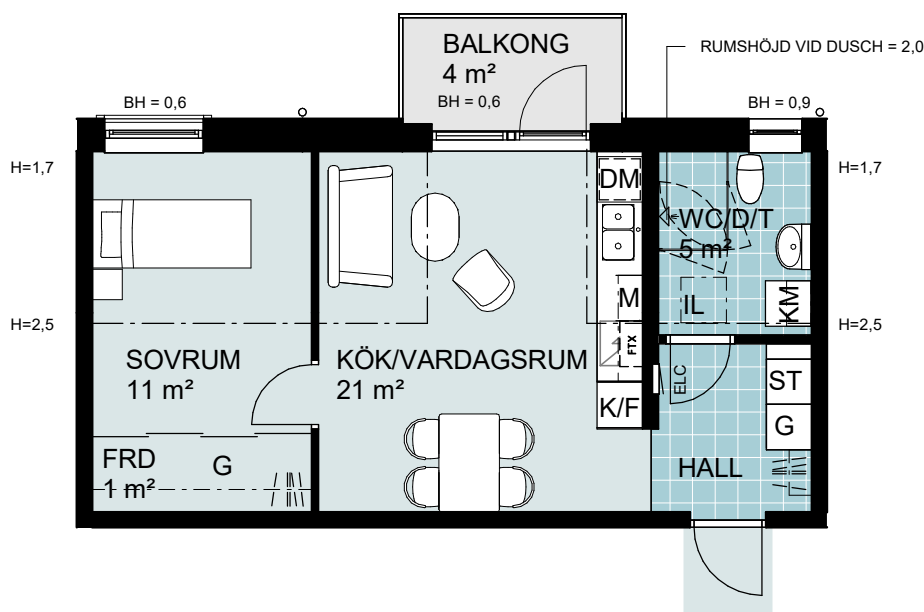 BALKONG
4 m²
RUMSHÖJD VID DUSCH = 2,0
BH = 0,6
BH = 0,6
BH = 0,9
H=1,7
H=1,7
DM
WC/D/T
5 m²
M
IL
KM
H=2,5
H=2,5
FTX
SOVRUM
11 m²
KÖK/VARDAGSRUM
21 m²
ELC
ST
K/F
G
FRD
1 m²
G
HALL